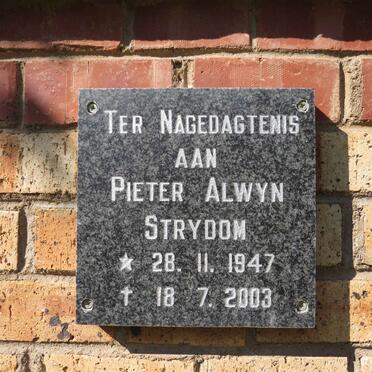 TER NAGEDAGTENIS
AAN
PIETER ALWYN
STRYDOM
★ 28. 11. 1947
✝ 18 7. 2003